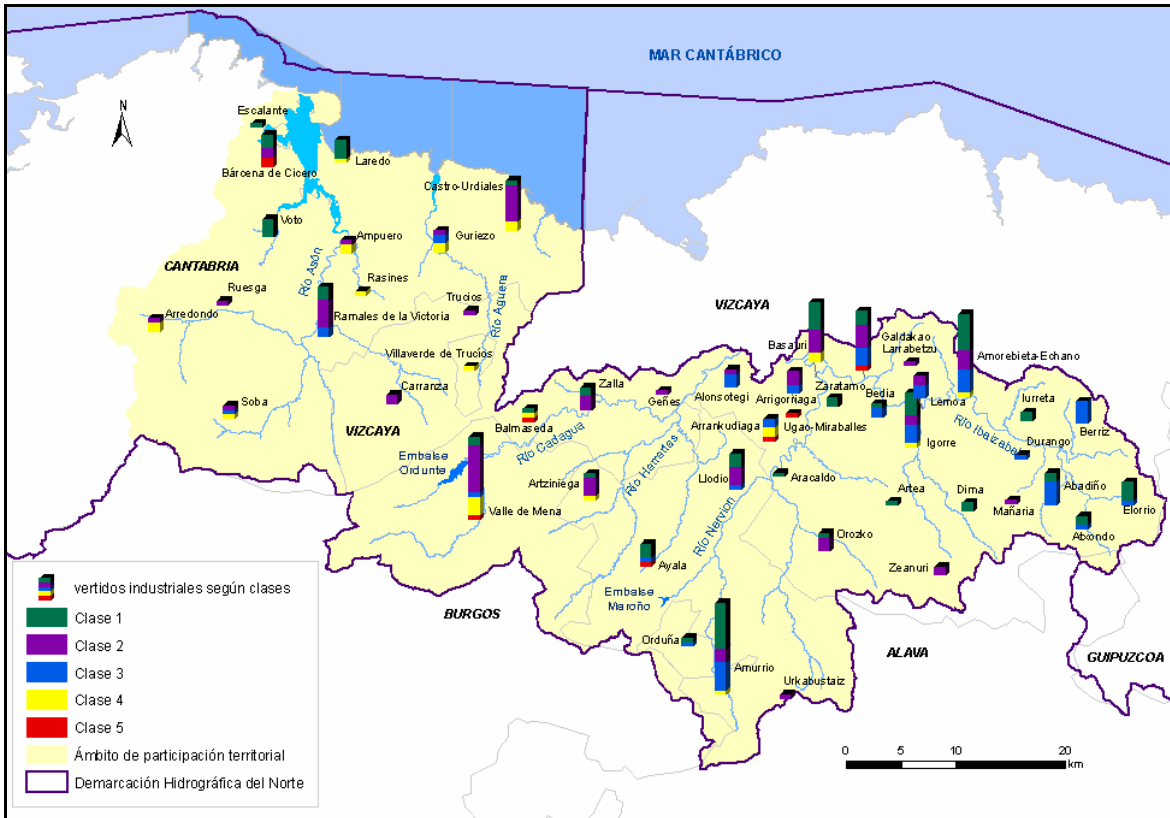 MAR CANTÁBRICO
N
Escalante
Bárcena de Cicero
Laredo
Castro-Urdiales
Voto
Ampuero
Guriezo
CANTABRIA
Río Asón
Rasines
Ruesga
Trucios
Río Aguera
Arredondo
Ramales de la Victoria
VIZCAYA
Villaverde de Trucios
Basauri
Galdakao
Larrabetzu
Amorebieta-Echano
Carranza
Zalla
Geñes
Alonsotegi
Arrigorriaga
Zaratamo
Bedia
Lemoa
Iurreta
Soba
VIZCAYA
Balmaseda
Río Cadagua
Arrankudiaga
Ugao-Miraballes
Igorre
Río Ibaizabal
Durango
Berriz
Embalse
Ordunte
Artziniega
Río Herrerias
Llodio
Aracaldo
Artea
Dima
Mañaria
Abadiño
Elorrio
Valle de Mena
Río Nervion
Orozko
Atxondo
Ayala
Zeanuri
Embalse
Maroño
BURGOS
Orduña
Amurrio
Urkabustaiz
ALAVA
GUIPUZCOA
vertidos industriales según clases
Clase 1
Clase 2
Clase 3
Clase 4
Clase 5
Ámbito de participación territorial
Demarcación Hidrográfica del Norte
0 5 10 20
km